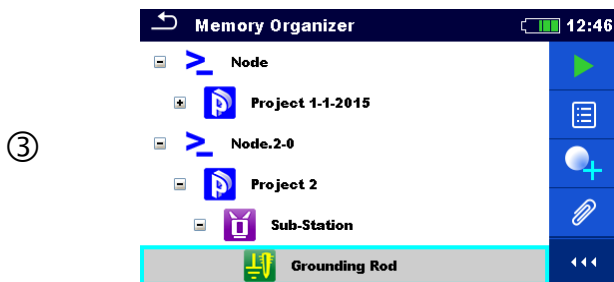 Memory Organizer 12:46
Node
Project 1-1-2015
③
Node.2-0
Project 2
Sub-Station
Grounding Rod